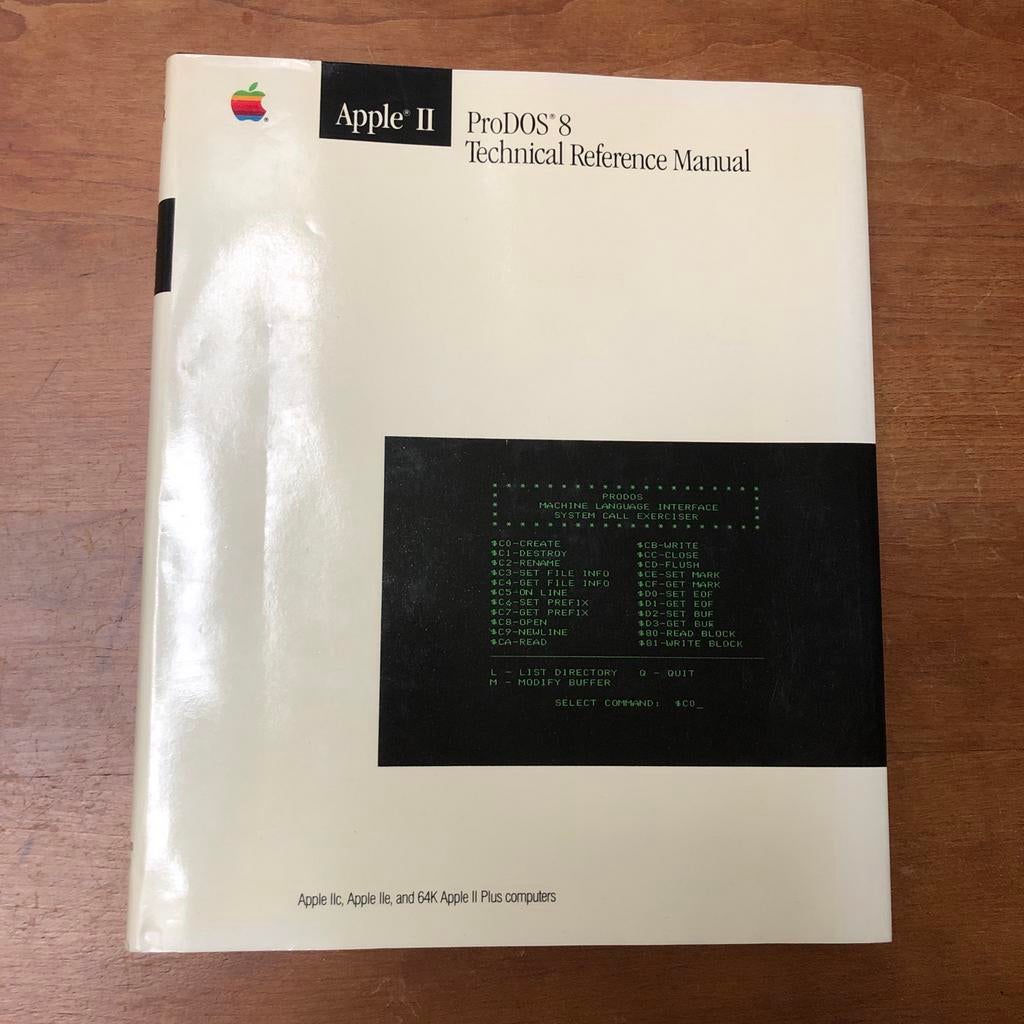 Apple® II
ProDOS® 8
Technical Reference Manual
PRODOS
MACHINE LANGUAGE INTERFACE
SYSTEM CALL EXERCISER
$C0-CREATE $CB-WRITE
$C1-DESTROY $CC-CLOSE
$C2-RENAME $CD-FLUSH
$C3-SET FILE INFO $CE-SET MARK
$C4-GET FILE INFO $CF-GET MARK
$C5-ON LINE $D0-SET EOF
$C6-SET PREFIX $D1-GET EOF
$C7-GET PREFIX $D2-SET BUF
$C8-OPEN $D3-GET BUF
$C9-NEWLINE $80-READ BLOCK
$CA-READ $81-WRITE BLOCK
L - LIST DIRECTORY Q - QUIT
M - MODIFY BUFFER
SELECT COMMAND: $C0_
Apple IIc, Apple IIe, and 64K Apple II Plus computers